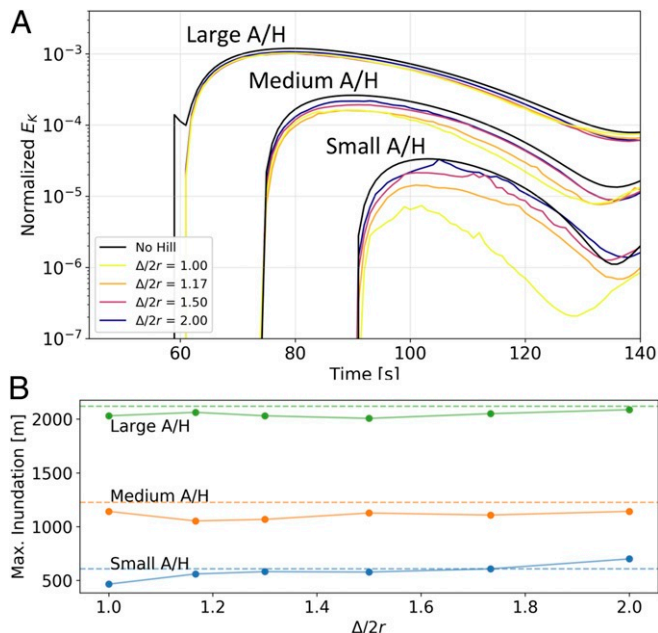 A
Large A/H
Medium A/H
Small A/H
Normalized E_K
10⁻³
10⁻⁴
10⁻⁵
10⁻⁶
10⁻⁷
No Hill
Δ/2r = 1.00
Δ/2r = 1.17
Δ/2r = 1.50
Δ/2r = 2.00
60 80 100 120 140
Time [s]
B
Max. Inundation [m]
2000
1500
1000
500
Large A/H
Medium A/H
Small A/H
1.0 1.2 1.4 1.6 1.8 2.0
Δ/2r